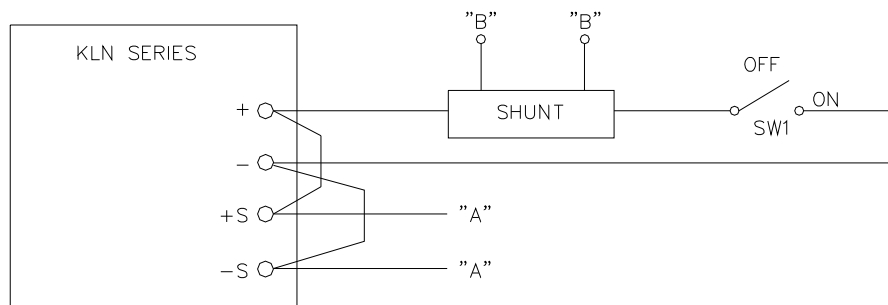 "B" "B"
KLN SERIES
OFF
+ SHUNT ON
SW1
-
+S "A"
-S "A"